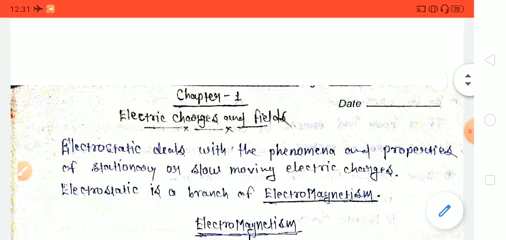 12:31
Chapter - 1
Electric Charges and fields
Date
Electrostatic deals with the phenomena and properties
of stationary or slow moving electric charges.
Electrostatic is a branch of ElectroMagnetism.
ElectroMagnetism